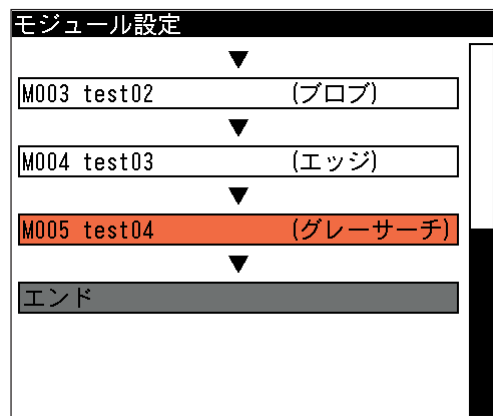 モジュール設定
▼
M003 test02 (ブロブ)
▼
M004 test03 (エッジ)
▼
M005 test04 (グレーサーチ)
▼
エンド